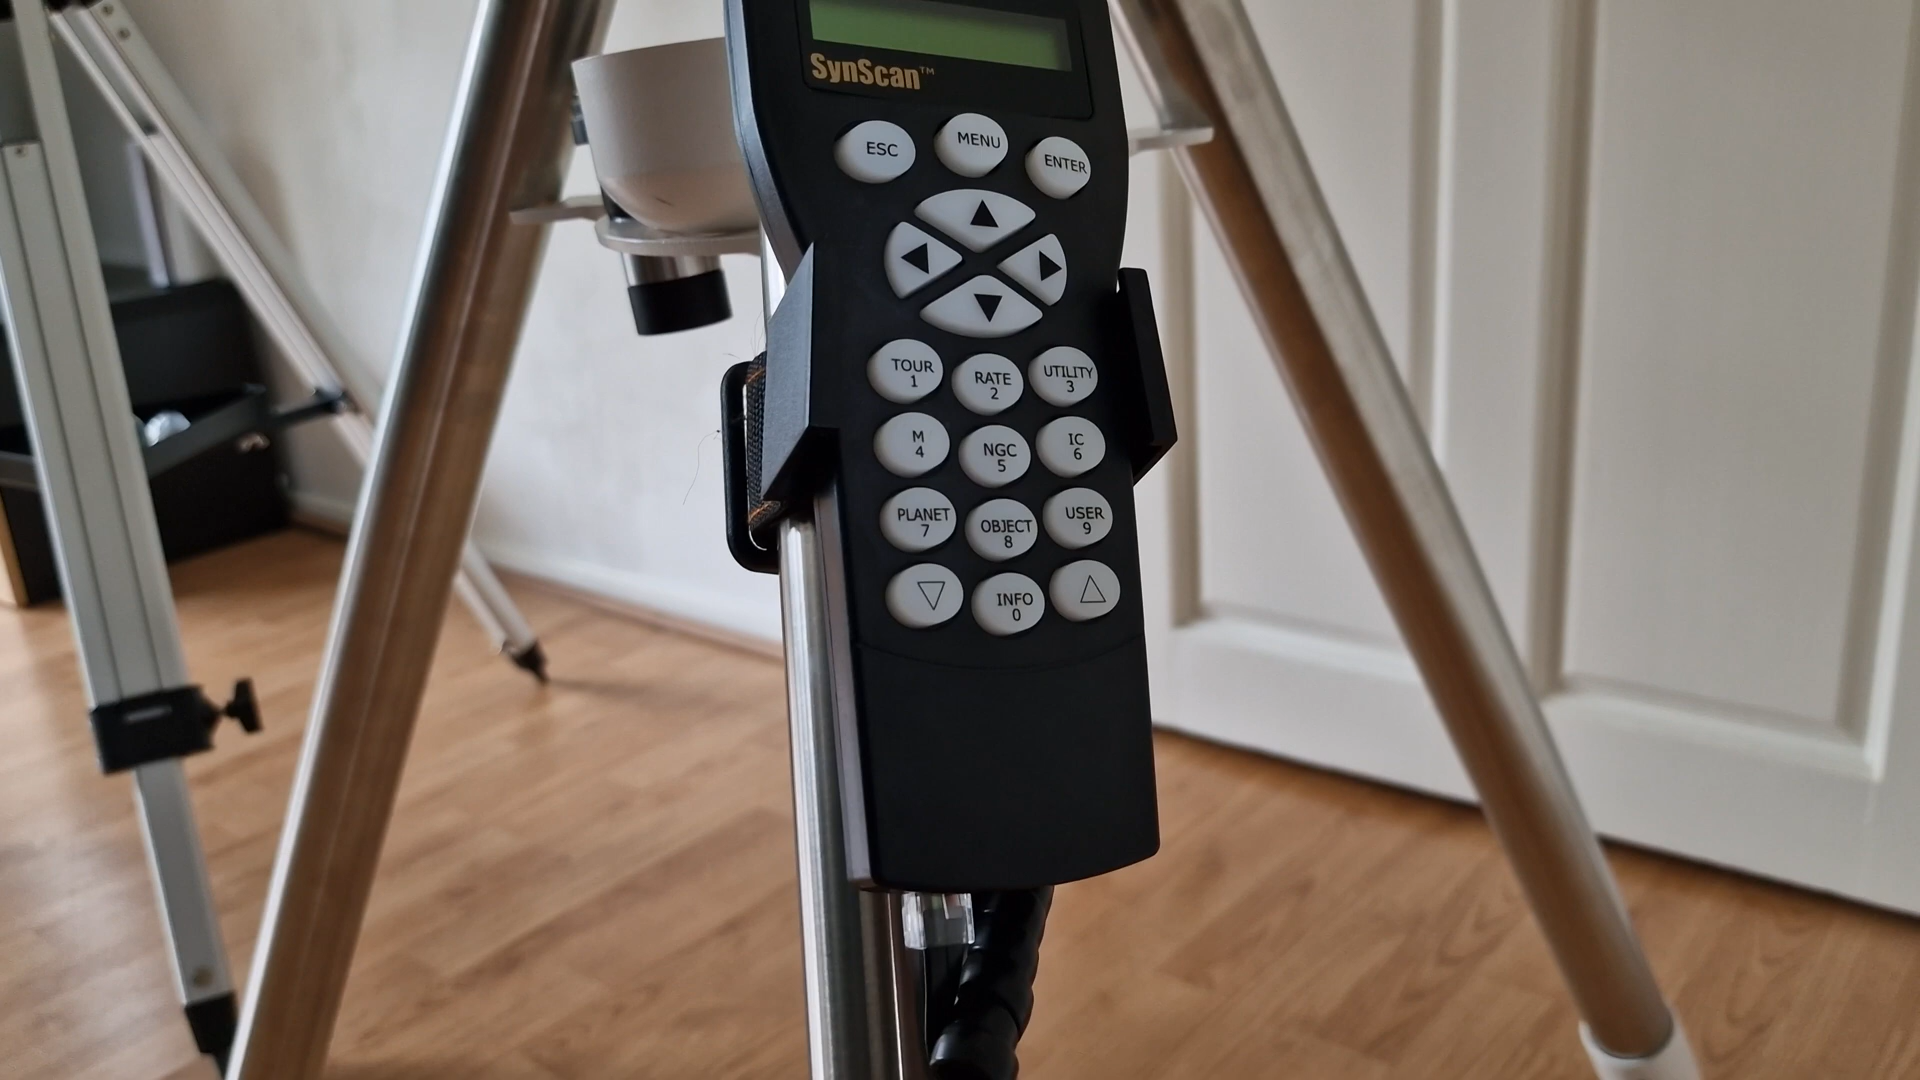 SynScan™
ESC
MENU
ENTER
TOUR
1
RATE
2
UTILITY
3
M
4
NGC
5
IC
6
PLANET
7
OBJECT
8
USER
9
INFO
0